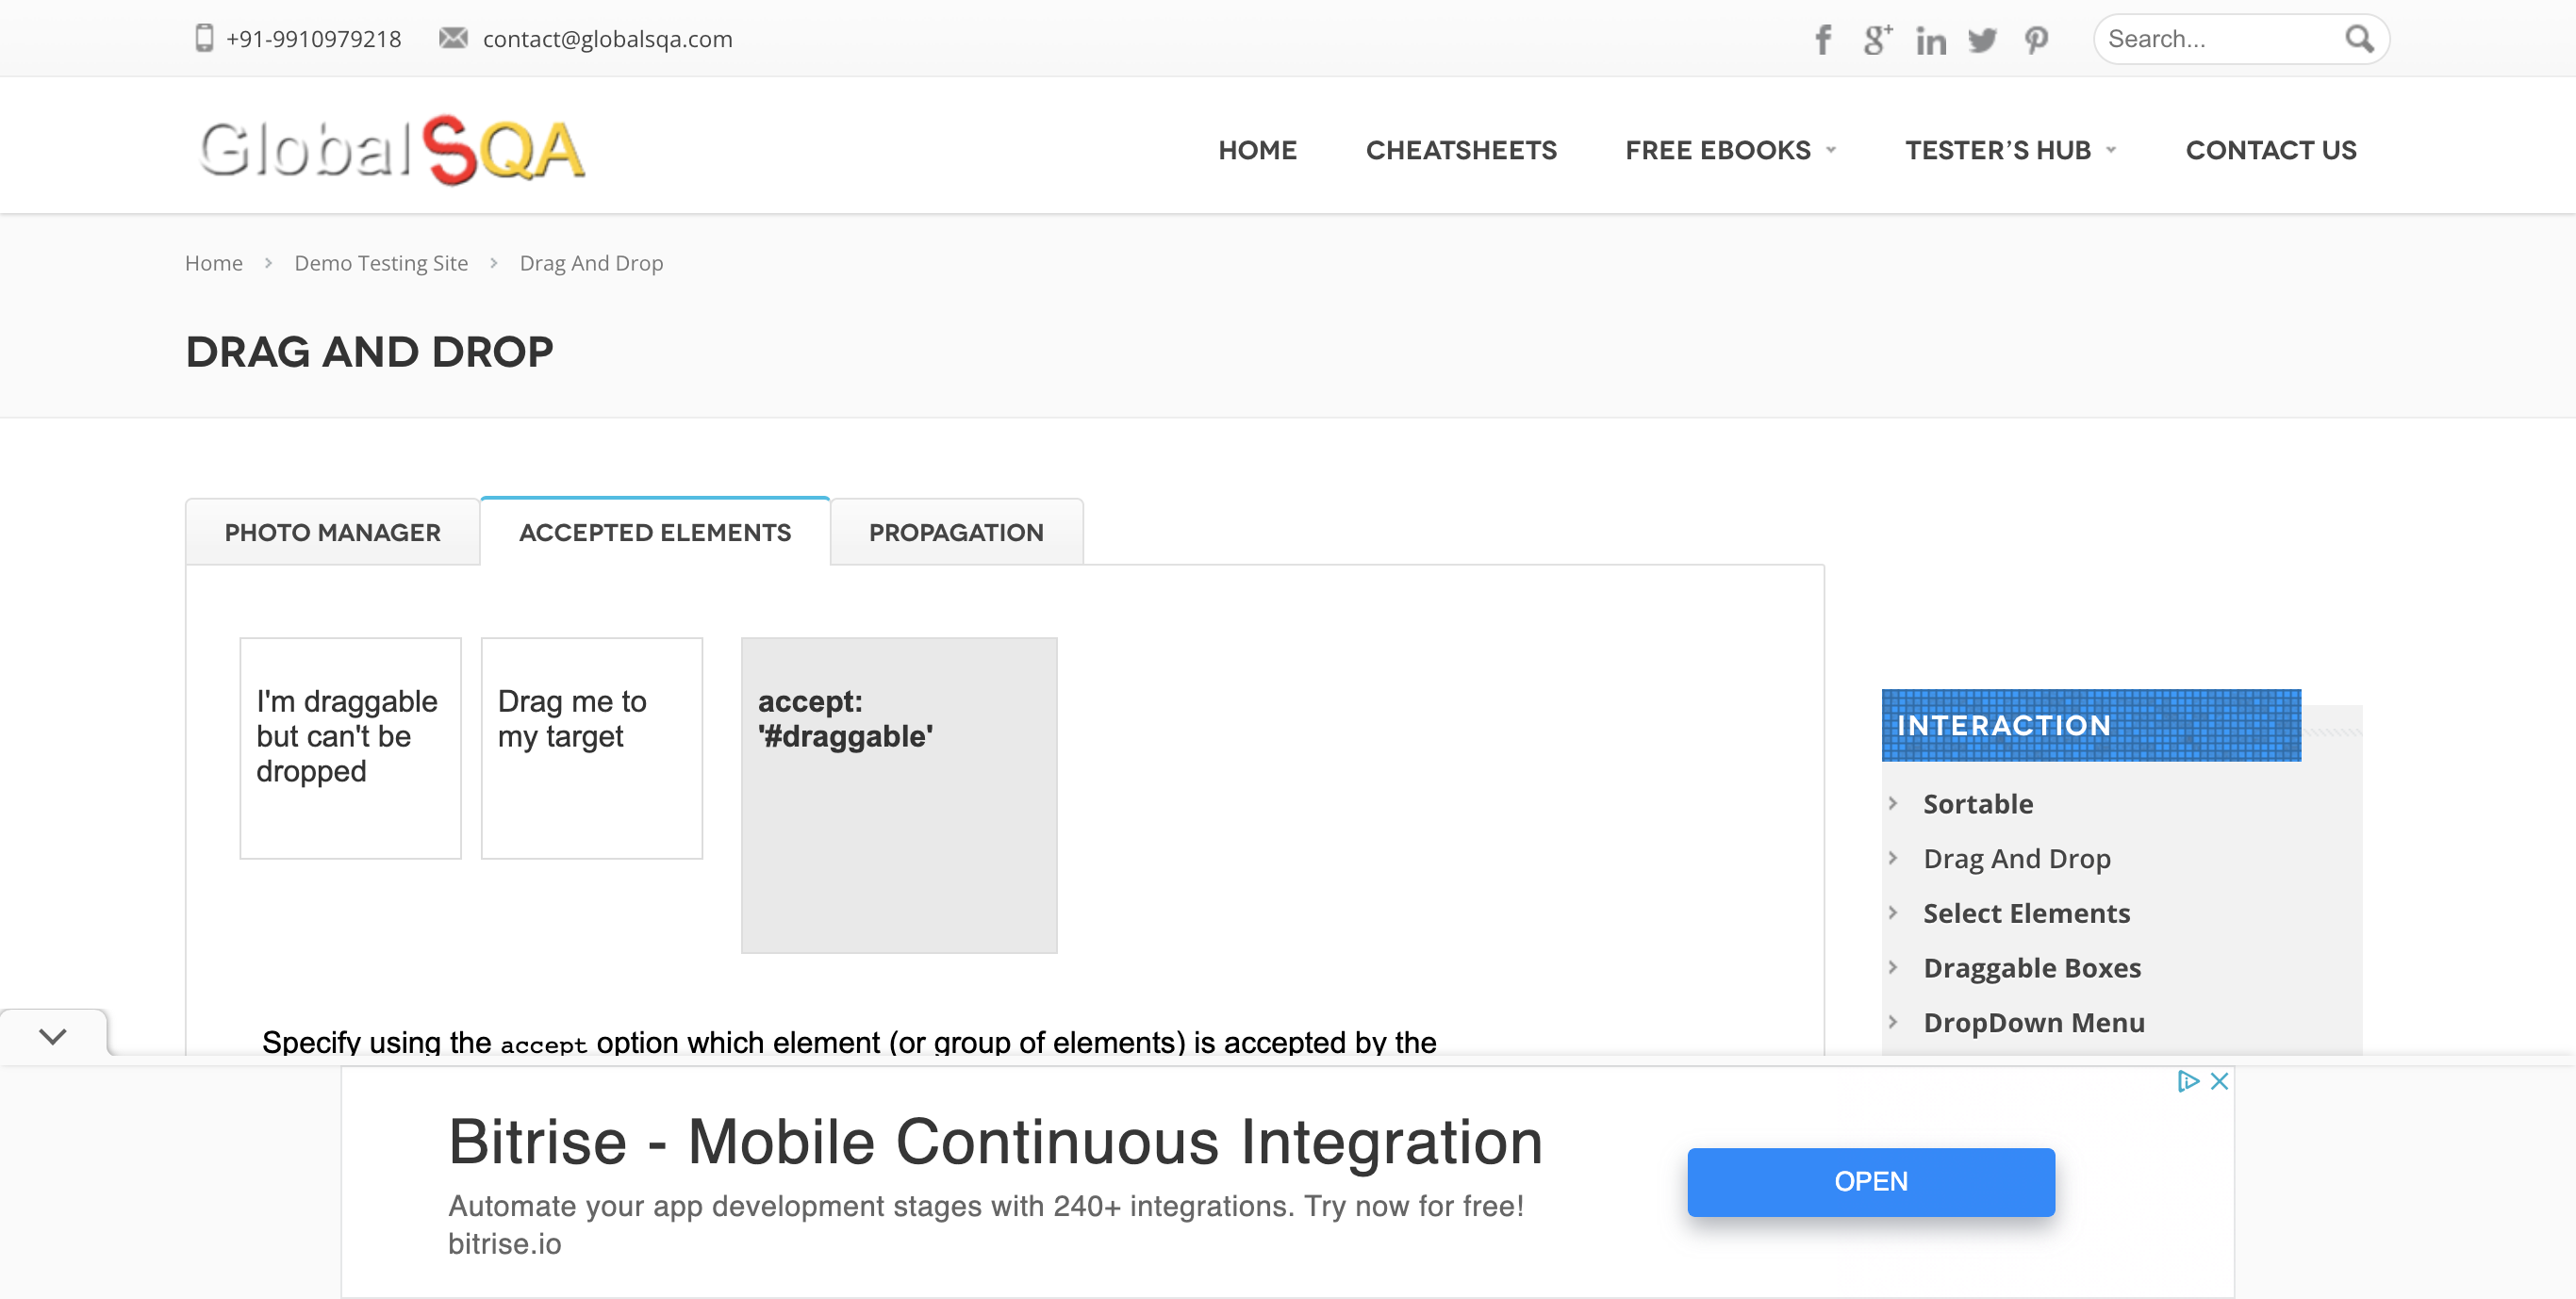 +91-9910979218 contact@globalsqa.com Search...
GlobalSQA
HOME CHEATSHEETS FREE EBOOKS TESTER’S HUB CONTACT US
Home Demo Testing Site Drag And Drop
DRAG AND DROP
PHOTO MANAGER ACCEPTED ELEMENTS PROPAGATION
I'm draggable
but can't be
dropped
Drag me to
my target
accept:
'#draggable'
Specify using the accept option which element (or group of elements) is accepted by the
INTERACTION
Sortable
Drag And Drop
Select Elements
Draggable Boxes
DropDown Menu
Bitrise - Mobile Continuous Integration
Automate your app development stages with 240+ integrations. Try now for free!
bitrise.io
OPEN